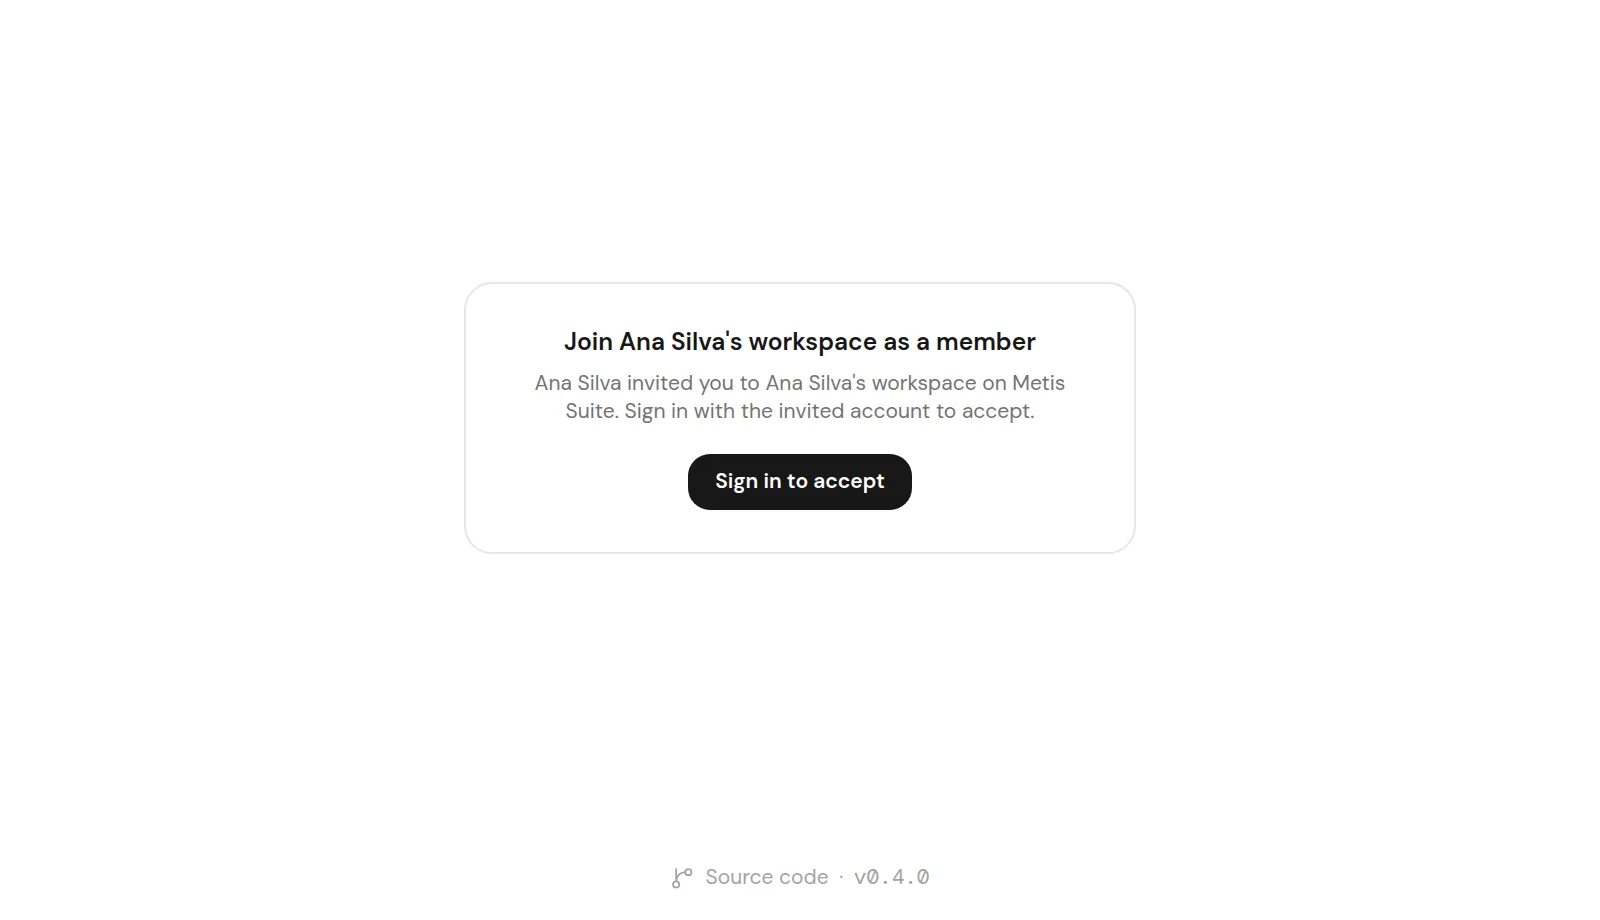 Join Ana Silva's workspace as a member
Ana Silva invited you to Ana Silva's workspace on Metis
Suite. Sign in with the invited account to accept.
Sign in to accept
Source code · v0.4.0